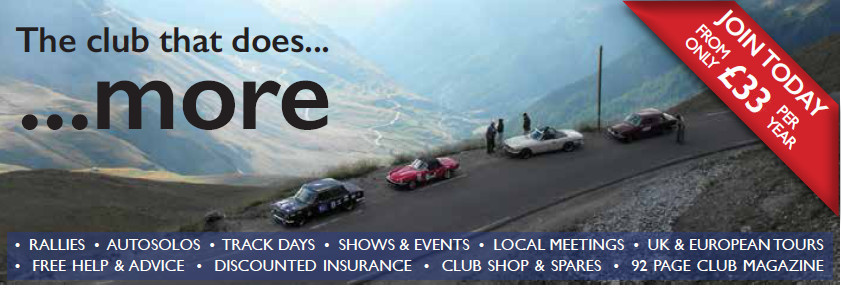 The club that does...
...more
JOIN TODAY
FROM
ONLY £33 PER
YEAR
• RALLIES • AUTOSOLOS • TRACK DAYS • SHOWS & EVENTS • LOCAL MEETINGS • UK & EUROPEAN TOURS
• FREE HELP & ADVICE • DISCOUNTED INSURANCE • CLUB SHOP & SPARES • 92 PAGE CLUB MAGAZINE